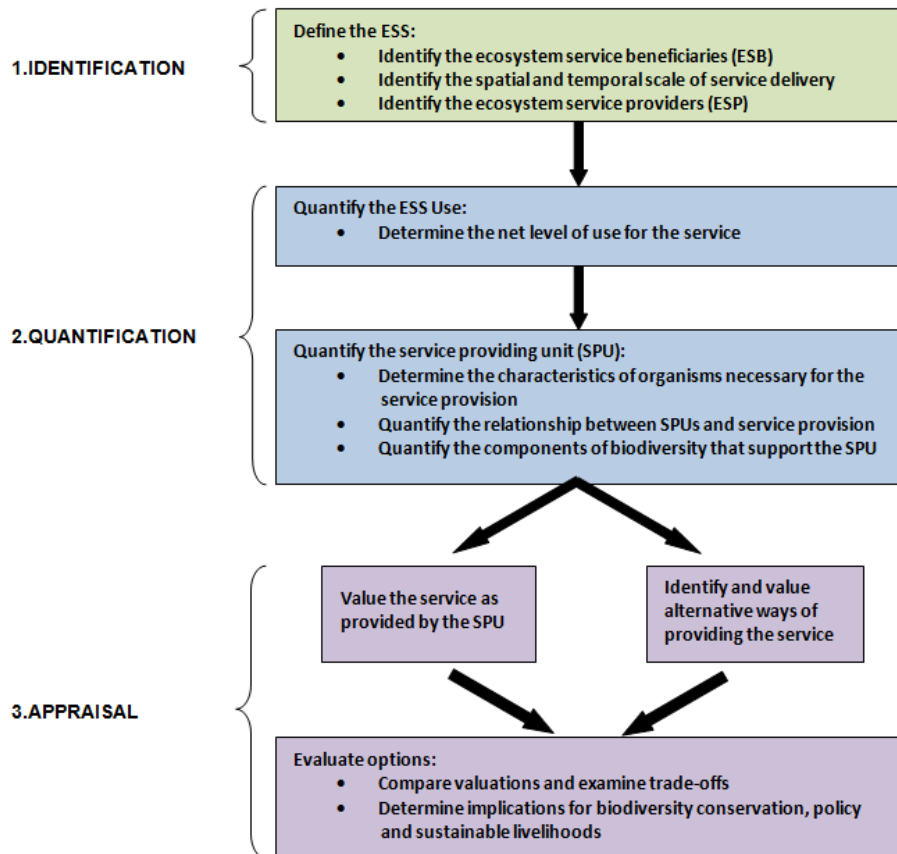 Define the ESS:
• Identify the ecosystem service beneficiaries (ESB)
1.IDENTIFICATION
• Identify the spatial and temporal scale of service delivery
• Identify the ecosystem service providers (ESP)
Quantify the ESS Use:
• Determine the net level of use for the service
2.QUANTIFICATION
Quantify the service providing unit (SPU):
• Determine the characteristics of organisms necessary for the
service provision
• Quantify the relationship between SPUs and service provision
• Quantify the components of biodiversity that support the SPU
Value the service as
provided by the SPU
Identify and value
alternative ways of
providing the service
3.APPRAISAL
Evaluate options:
• Compare valuations and examine trade-offs
• Determine implications for biodiversity conservation, policy
and sustainable livelihoods